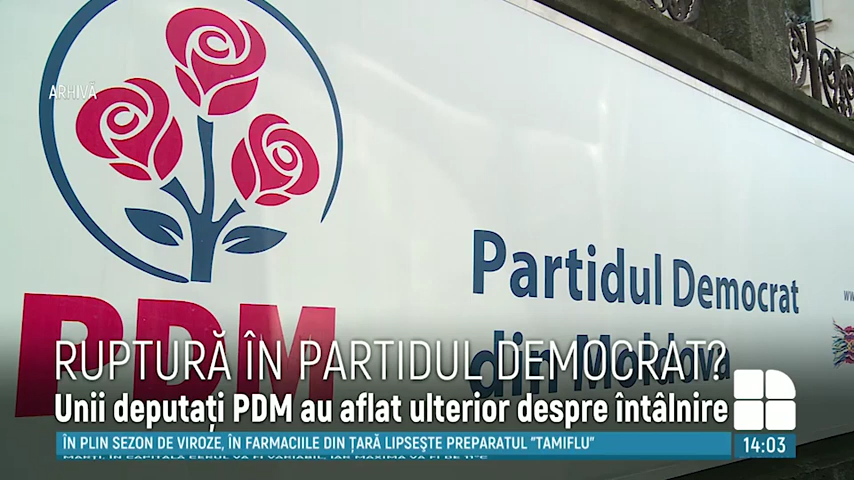 ARHIVĂ
Partidul Democrat
din Moldova
PDM
RUPTURĂ ÎN PARTIDUL DEMOCRAT?
Unii deputați PDM au aflat ulterior despre întâlnire
ÎN PLIN SEZON DE VIROZE, ÎN FARMACIILE DIN ȚARĂ LIPSEȘTE PREPARATUL "TAMIFLU"
14:03